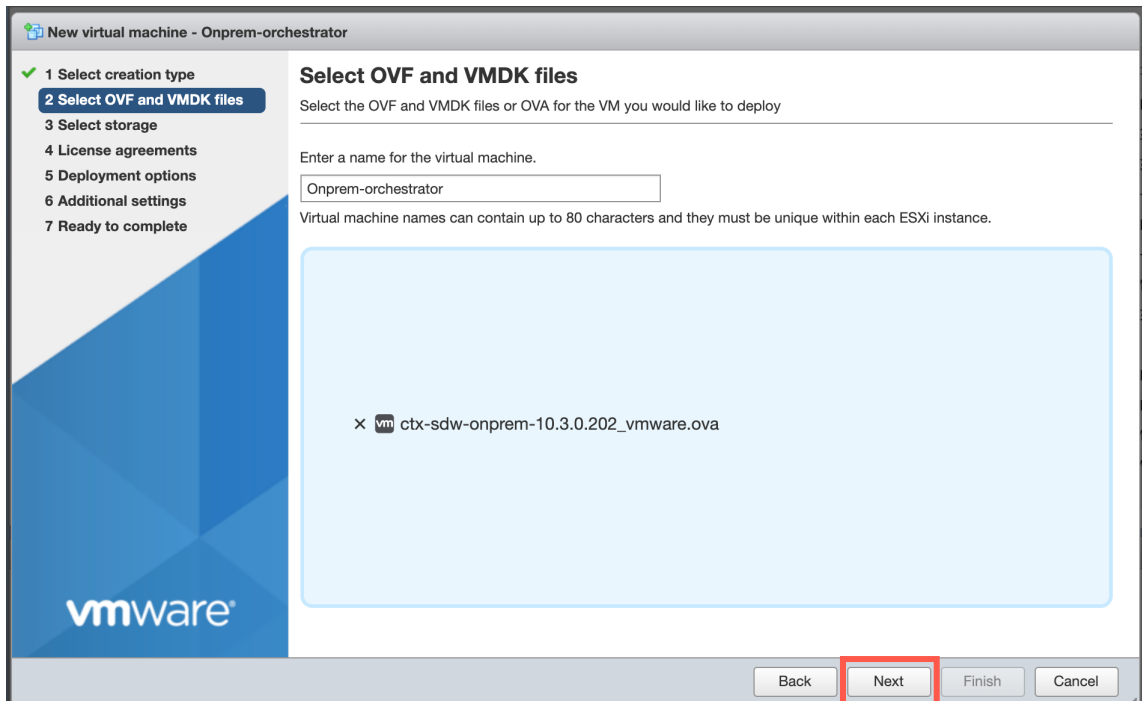 New virtual machine - Onprem-orchestrator
1 Select creation type
2 Select OVF and VMDK files
3 Select storage
4 License agreements
5 Deployment options
6 Additional settings
7 Ready to complete
vmware®
Select OVF and VMDK files
Select the OVF and VMDK files or OVA for the VM you would like to deploy
Enter a name for the virtual machine.
Onprem-orchestrator
Virtual machine names can contain up to 80 characters and they must be unique within each ESXi instance.
× vm ctx-sdw-onprem-10.3.0.202_vmware.ova
Back Next Finish Cancel